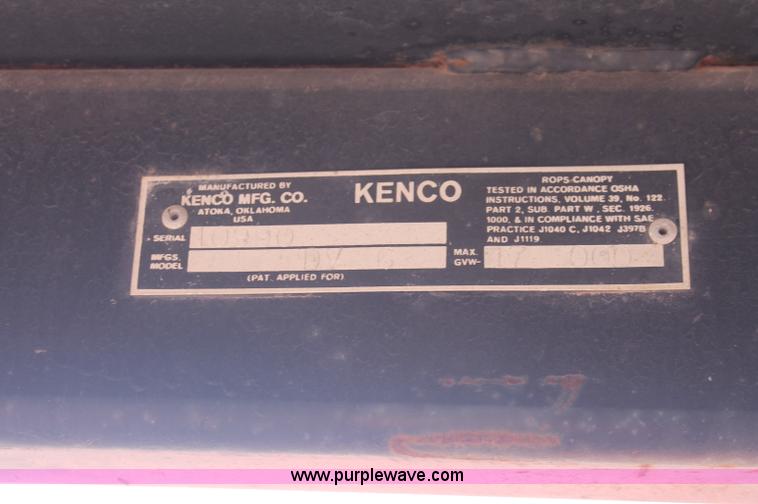 MANUFACTURED BY
KENCO MFG. CO.
ATOKA, OKLAHOMA
USA
KENCO
ROPS-CANOPY
TESTED IN ACCORDANCE OSHA
INSTRUCTIONS, VOLUME 39, No. 122
PART 2, SUB PART W, SEC. 1926.
1000, & IN COMPLIANCE WITH SAE
PRACTICE J1040 C, J1042 J397B
AND J1119
SERIAL
MFGS.
MODEL
MAX.
GVW-
(PAT. APPLIED FOR)
www.purplewave.com